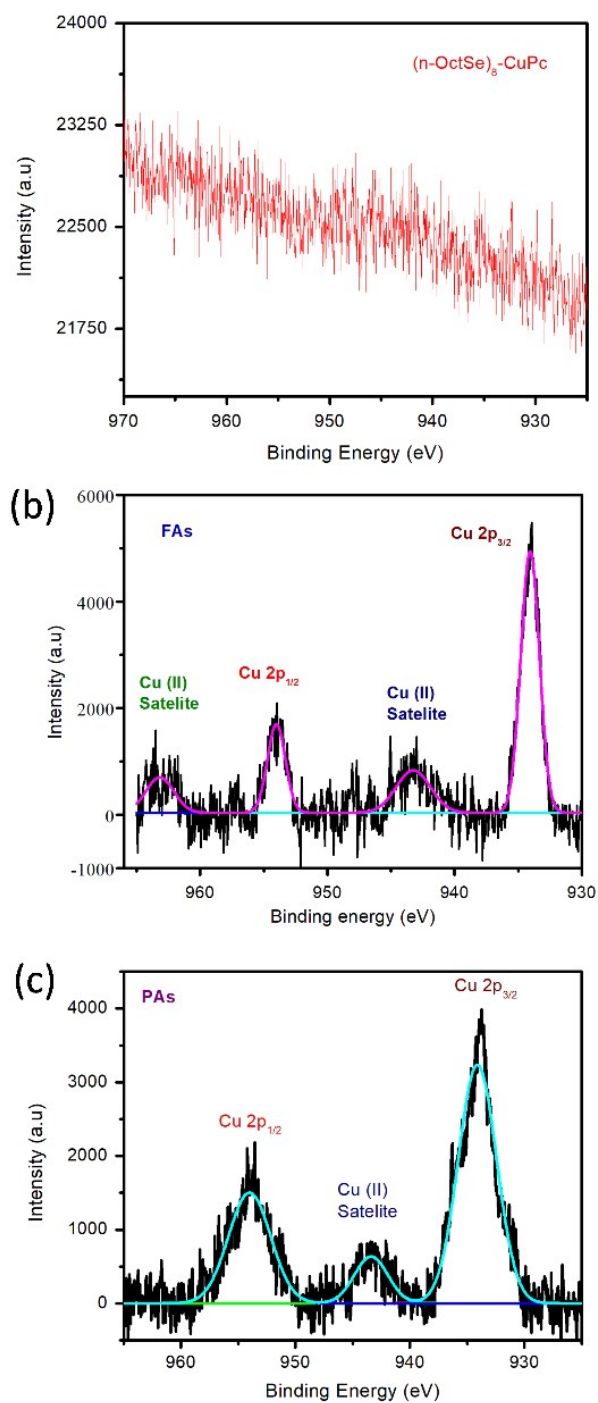 24000
(n-OctSe)8-CuPc
23250
22500
21750
Intensity (a.u)
970 960 950 940 930
Binding Energy (eV)
(b)
6000
FAs
Cu 2p3/2
4000
Cu 2p1/2
Cu (II)
Satelite
Cu (II)
Satelite
2000
0
-1000
Intensity (a.u)
960 950 940 930
Binding energy (eV)
(c)
PAs
Cu 2p3/2
4000
3000
Cu 2p1/2
2000
Cu (II)
Satellite
1000
0
Intensity (a.u)
960 950 940 930
Binding Energy (eV)